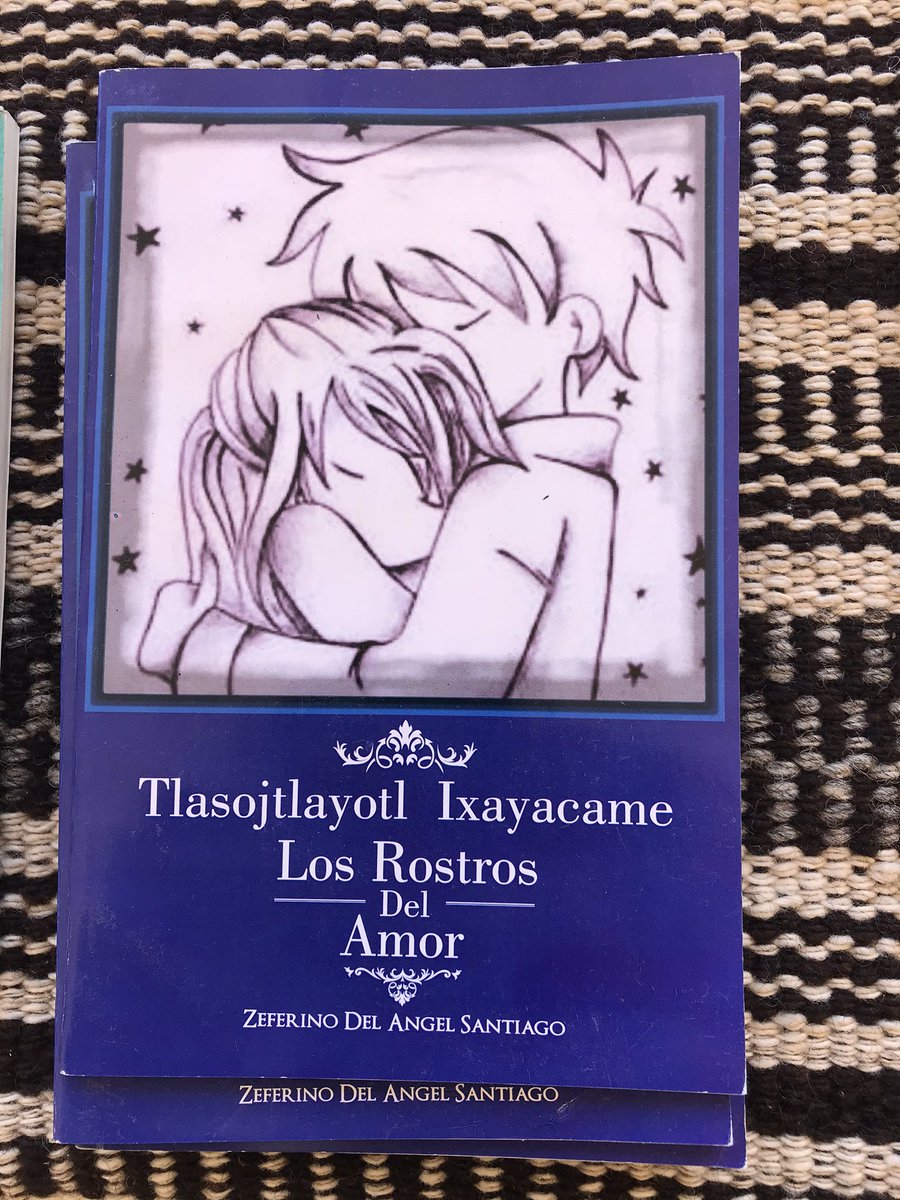 Tlasojtlayotl Ixayacame
Los Rostros
Del
Amor
ZEFERINO DEL ANGEL SANTIAGO
ZEFERINO DEL ANGEL SANTIAGO